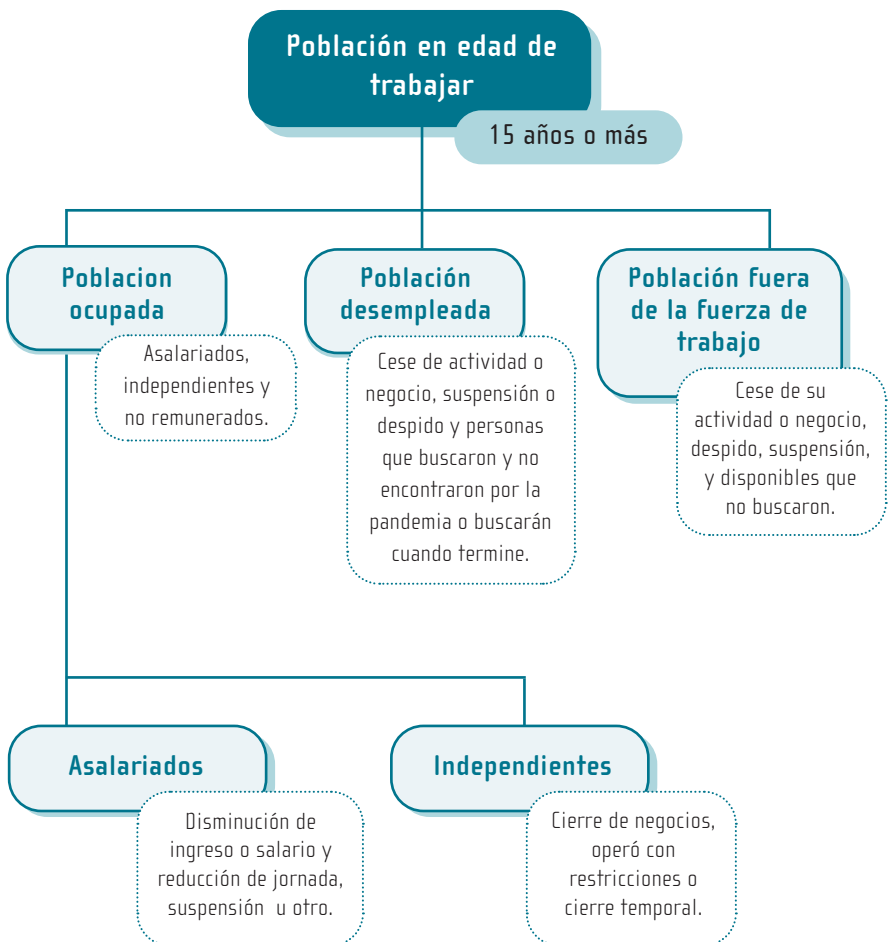 Población en edad de
trabajar
15 años o más
Poblacion
ocupada
Asalariados,
independientes y
no remunerados.
Población
desempleada
Cese de actividad o
negocio, suspensión o
despido y personas
que buscaron y no
encontraron por la
pandemia o buscarán
cuando termine.
Población fuera
de la fuerza de
trabajo
Cese de su
actividad o negocio,
despido, suspensión,
y disponibles que
no buscaron.
Asalariados
Disminución de
ingreso o salario y
reducción de jornada,
suspensión u otro.
Independientes
Cierre de negocios,
operó con
restricciones o
cierre temporal.